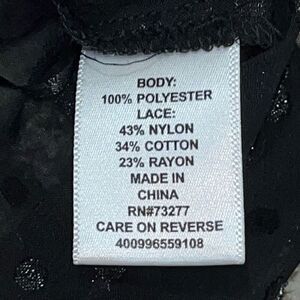 BODY:
100% POLYESTER
LACE:
43% NYLON
34% COTTON
23% RAYON
MADE IN
CHINA
RN#73277
CARE ON REVERSE
400996559108